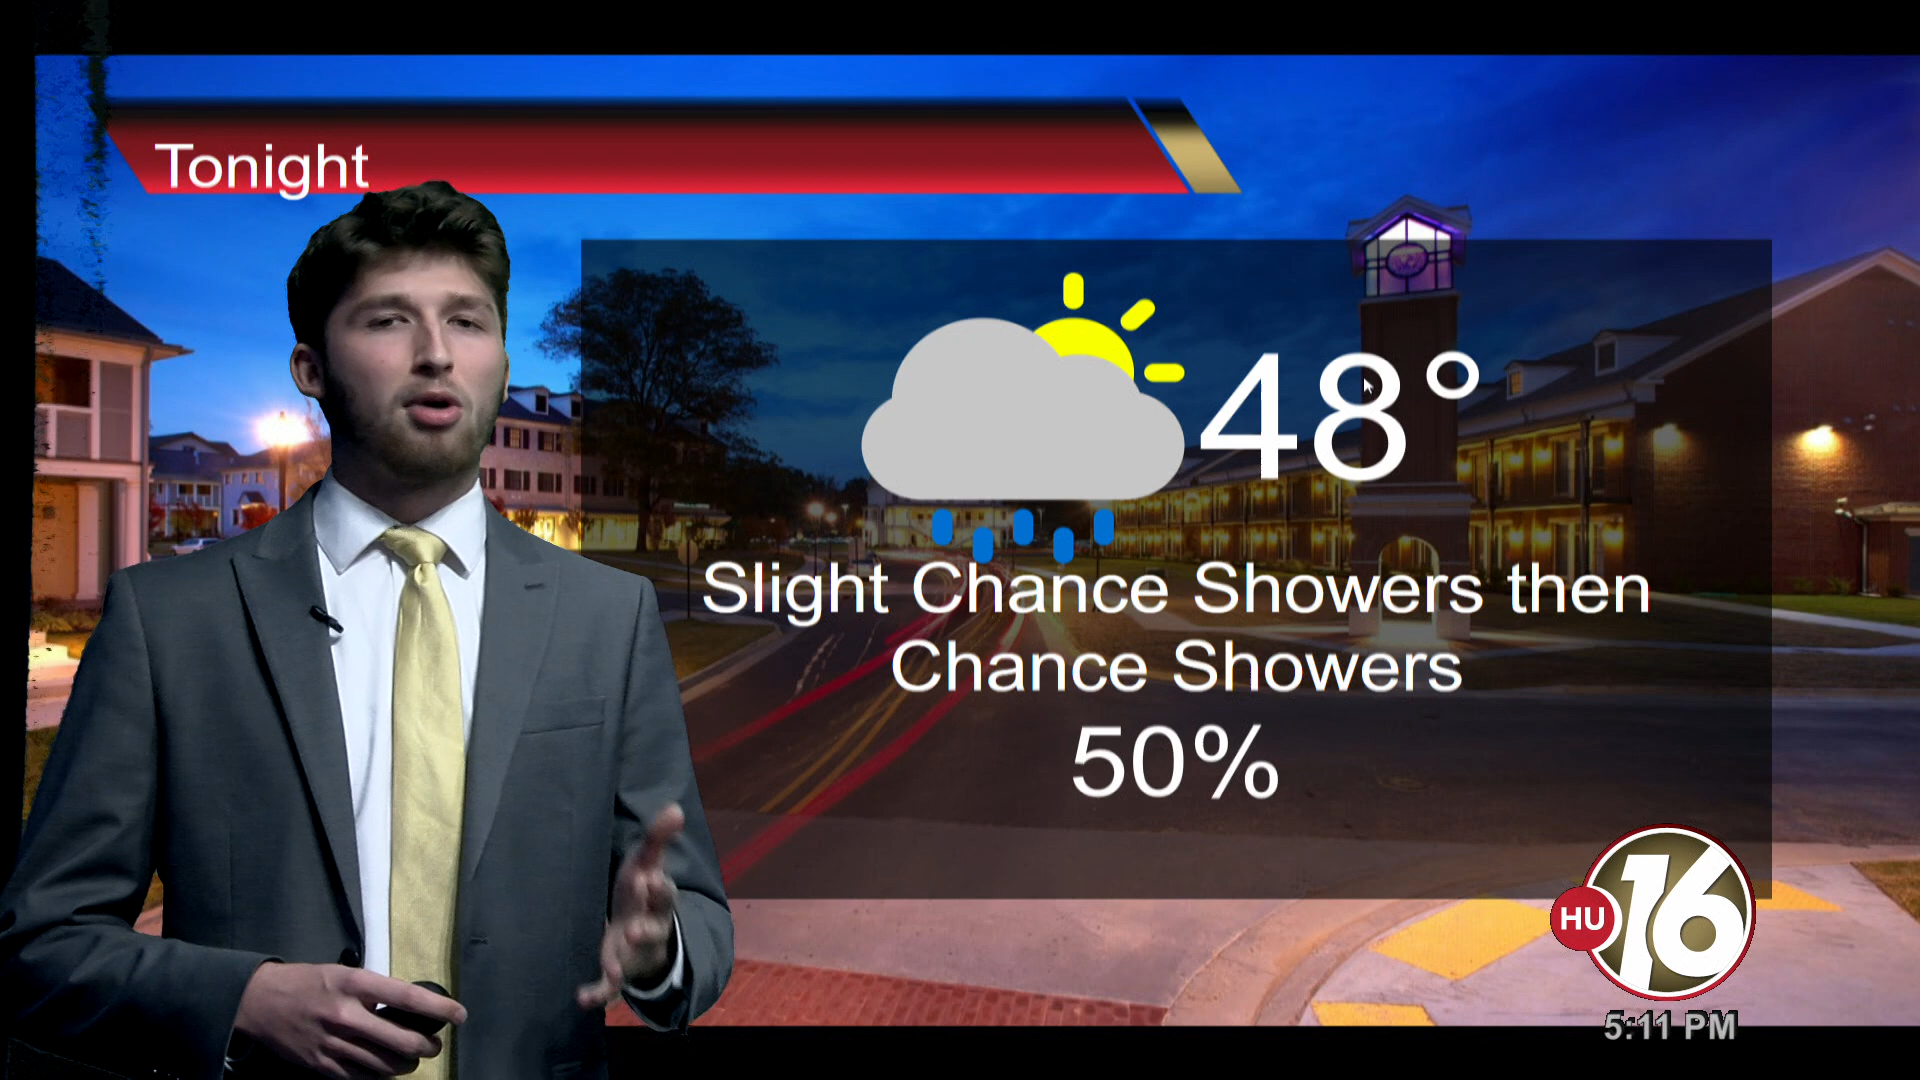 Tonight
48°
Slight Chance Showers then
Chance Showers
50%
HU
16
5:11 PM